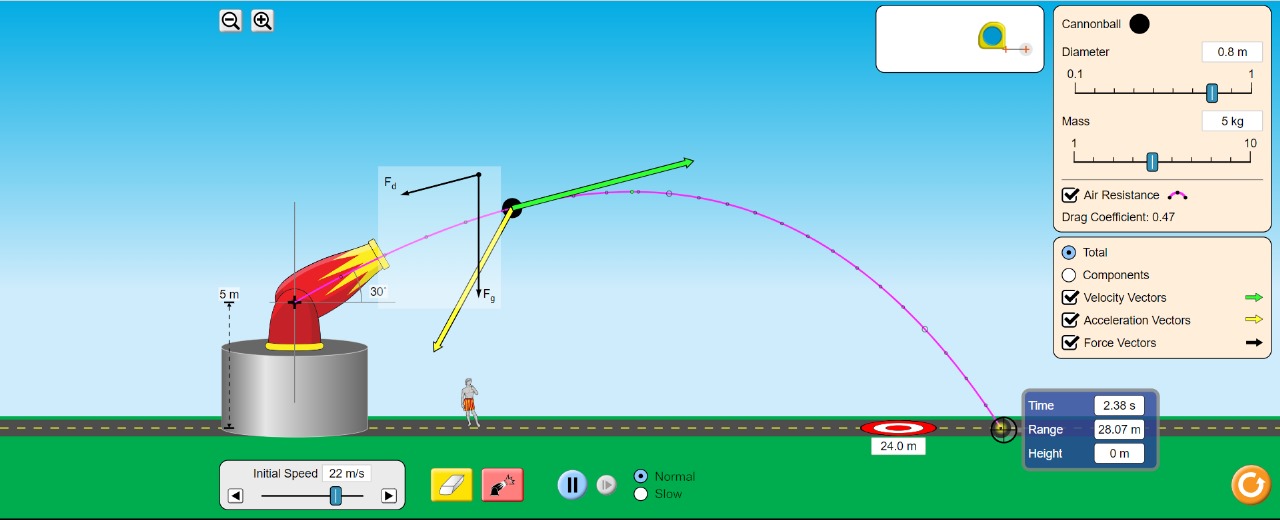 Cannonball
Diameter 0.8 m
0.1 1
Mass 5 kg
1 10
Air Resistance
Drag Coefficient: 0.47
Total
Components
Velocity Vectors
Acceleration Vectors
Force Vectors
Fd
Fg
30°
5 m
24.0 m
Time 2.38 s
Range 28.07 m
Height 0 m
Initial Speed 22 m/s
Normal
Slow